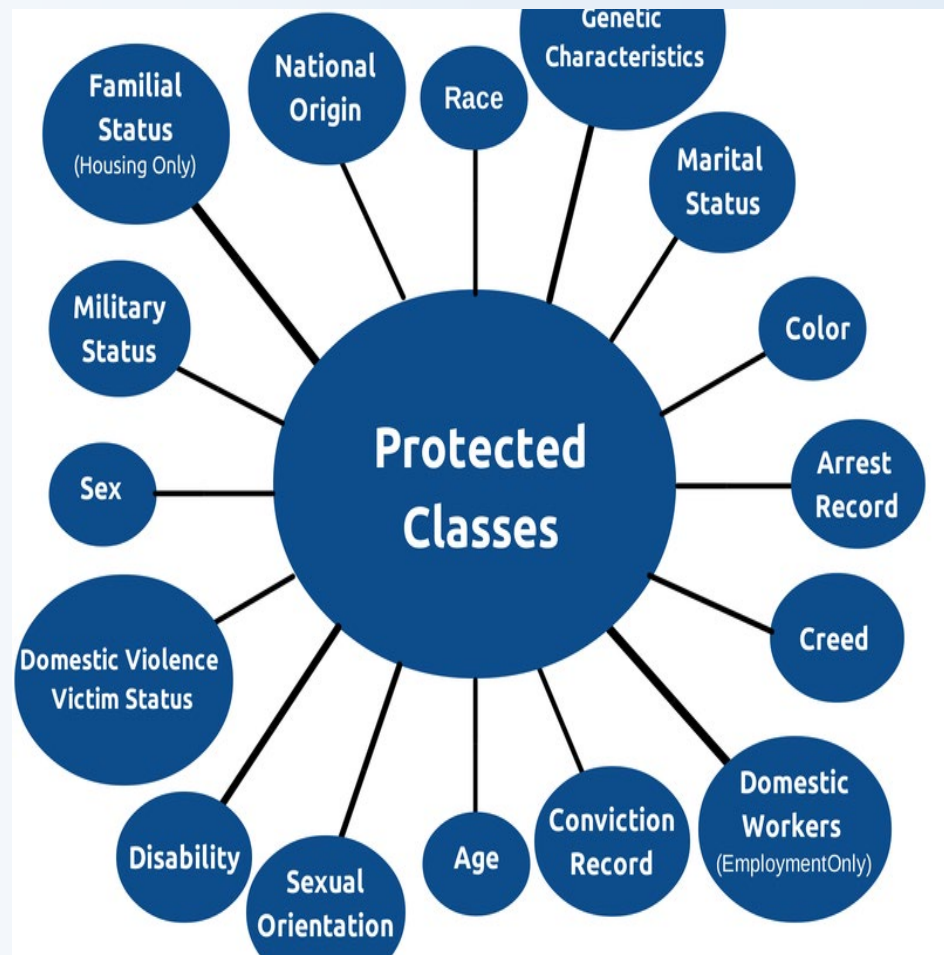 Genetic
Characteristics
National
Origin
Race
Familial
Status
(Housing Only)
Marital
Status
Military
Status
Color
Protected
Classes
Arrest
Record
Sex
Creed
Domestic Violence
Victim Status
Domestic
Workers
(EmploymentOnly)
Conviction
Record
Age
Disability
Sexual
Orientation